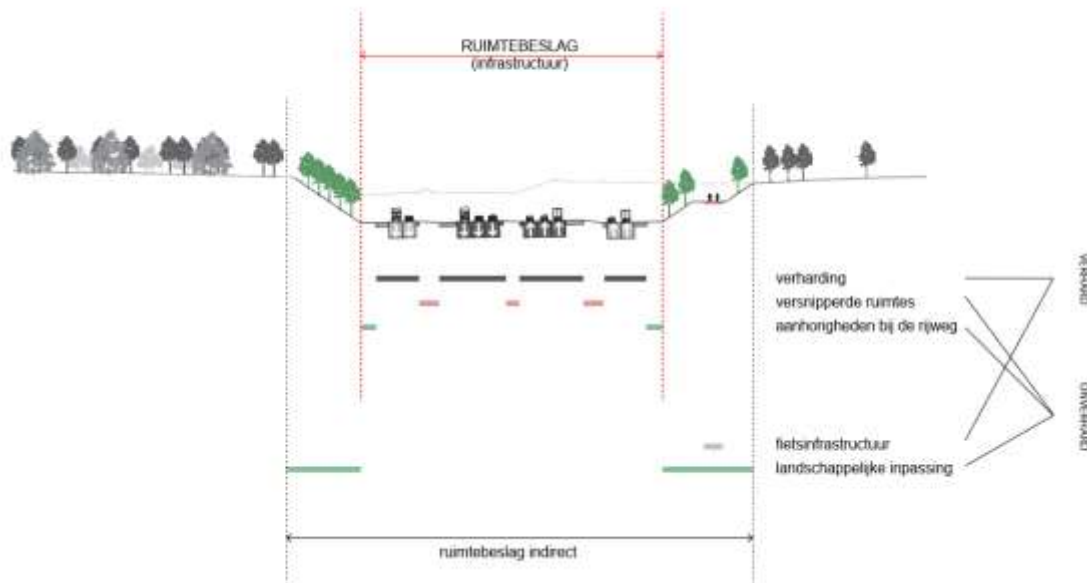 RUIMTEBESLAG
(infrastructuur)
verharding
versnipperde ruimtes
aanhorigheden bij de rijweg
fietsinfrastructuur
landschappelijke inpassing
ruimtebeslag indirect